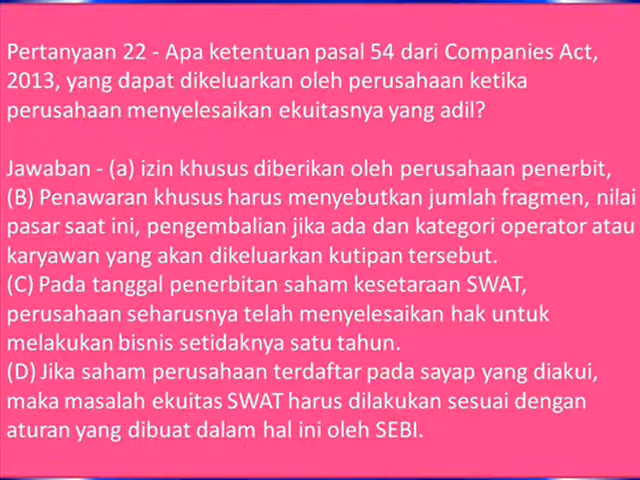 Pertanyaan 22 - Apa ketentuan pasal 54 dari Companies Act,
2013, yang dapat dikeluarkan oleh perusahaan ketika
perusahaan menyelesaikan ekuitasnya yang adil?
Jawaban - (a) izin khusus diberikan oleh perusahaan penerbit,
(B) Penawaran khusus harus menyebutkan jumlah fragmen, nilai
pasar saat ini, pengembalian jika ada dan kategori operator atau
karyawan yang akan dikeluarkan kutipan tersebut.
(C) Pada tanggal penerbitan saham kesetaraan SWAT,
perusahaan seharusnya telah menyelesaikan hak untuk
melakukan bisnis setidaknya satu tahun.
(D) Jika saham perusahaan terdaftar pada sayap yang diakui,
maka masalah ekuitas SWAT harus dilakukan sesuai dengan
aturan yang dibuat dalam hal ini oleh SEBI.